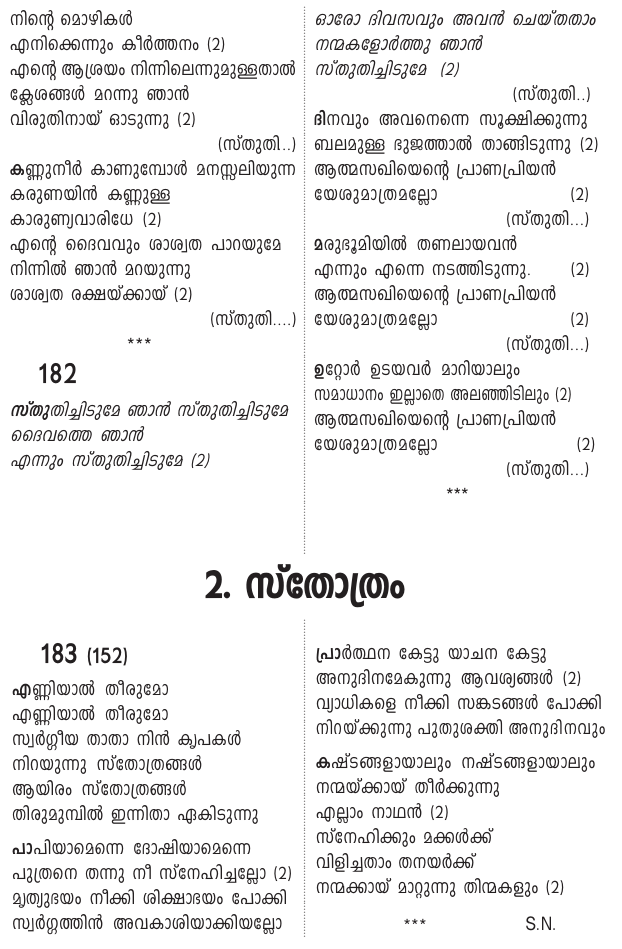 നിന്റെ മൊഴികൾ
എനിക്കെന്നും കീർത്തനം (2)
എന്റെ ആശ്രയം നിന്നിലെന്നുമുള്ളതാൽ
ക്ലേശങ്ങൾ മറന്നു ഞാൻ
വിരുതിനായ് ഓടുന്നു (2)
(സ്തുതി..)
കണ്ണുനീർ കാണുമ്പോൾ മനസ്സലിയുന്ന
കരുണയിൻ കണ്ണുള്ള
കാരുണ്യവാരിധേ (2)
എന്റെ ദൈവവും ശാശ്വത പാറയുമേ
നിന്നിൽ ഞാൻ മറയുന്നു
ശാശ്വത രക്ഷയ്ക്കായ് (2)
(സ്തുതി....)
***
182
സ്തുതിച്ചിടുമേ ഞാൻ സ്തുതിച്ചിടുമേ
ദൈവത്തെ ഞാൻ
എന്നും സ്തുതിച്ചിടുമേ (2)
ഓരോ ദിവസവും അവൻ ചെയ്തതാം
നന്മകളോർത്തു ഞാൻ
സ്തുതിച്ചിടുമേ (2)
(സ്തുതി..)
ദിനവും അവനെന്നെ സൂക്ഷിക്കുന്നു
ബലമുള്ള ഭുജത്താൽ താങ്ങിടുന്നു (2)
ആത്മസഖിയെന്റെ പ്രാണപ്രിയൻ
യേശുമാത്രമല്ലോ (2)
(സ്തുതി...)
മരുഭൂമിയിൽ തണലായവൻ
എന്നും എന്നെ നടത്തിടുന്നു. (2)
ആത്മസഖിയെന്റെ പ്രാണപ്രിയൻ
യേശുമാത്രമല്ലോ (2)
(സ്തുതി...)
ഉറ്റോർ ഉടയവർ മാറിയാലും
സമാധാനം ഇല്ലാതെ അലഞ്ഞിടിലും (2)
ആത്മസഖിയെന്റെ പ്രാണപ്രിയൻ
യേശുമാത്രമല്ലോ (2)
(സ്തുതി...)
***
2. സ്തോത്രം
183 (152)
എണ്ണിയാൽ തീരുമോ
എണ്ണിയാൽ തീരുമോ
സ്വർഗ്ഗീയ താതാ നിൻ കൃപകൾ
നിറയുന്നു സ്തോത്രങ്ങൾ
ആയിരം സ്തോത്രങ്ങൾ
തിരുമുമ്പിൽ ഇന്നിതാ ഏകിടുന്നു
പാപിയാമെന്നെ ദോഷിയാമെന്നെ
പുത്രനെ തന്നു നീ സ്നേഹിച്ചല്ലോ (2)
മൃത്യുഭയം നീക്കി ശിക്ഷാഭയം പോക്കി
സ്വർഗ്ഗത്തിൻ അവകാശിയാക്കിയല്ലോ
പ്രാർത്ഥന കേട്ടു യാചന കേട്ടു
അനുദിനമേകുന്നു ആവശ്യങ്ങൾ (2)
വ്യാധികളെ നീക്കി സങ്കടങ്ങൾ പോക്കി
നിറയ്ക്കുന്നു പുതുശക്തി അനുദിനവും
കഷ്ടങ്ങളായാലും നഷ്ടങ്ങളായാലും
നന്മയ്ക്കായ് തീർക്കുന്നു
എല്ലാം നാഥൻ (2)
സ്നേഹിക്കും മക്കൾക്ക്
വിളിച്ചതാം തനയർക്ക്
നന്മക്കായ് മാറ്റുന്നു തിന്മകളും (2)
*** S.N.